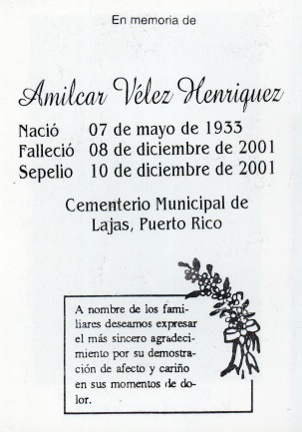 En memoria de
Amilcar Vélez Henriquez
Nació 07 de mayo de 1933
Falleció 08 de diciembre de 2001
Sepelio 10 de diciembre de 2001
Cementerio Municipal de
Lajas, Puerto Rico
A nombre de los fami-
liares deseamos expresar
el más sincero agradeci-
miento por su demostra-
ción de afecto y cariño
en sus momentos de do-
lor.